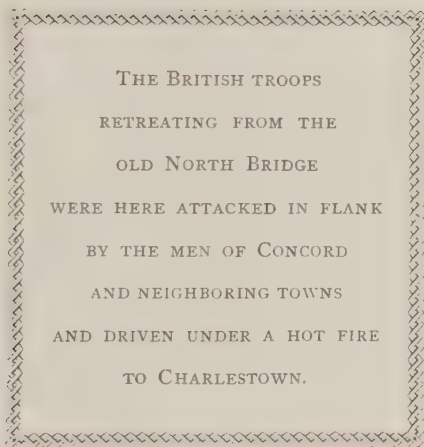 The British troops
retreating from the
old North Bridge
were here attacked in flank
by the men of Concord
and neighboring towns
and driven under a hot fire
to Charlestown.